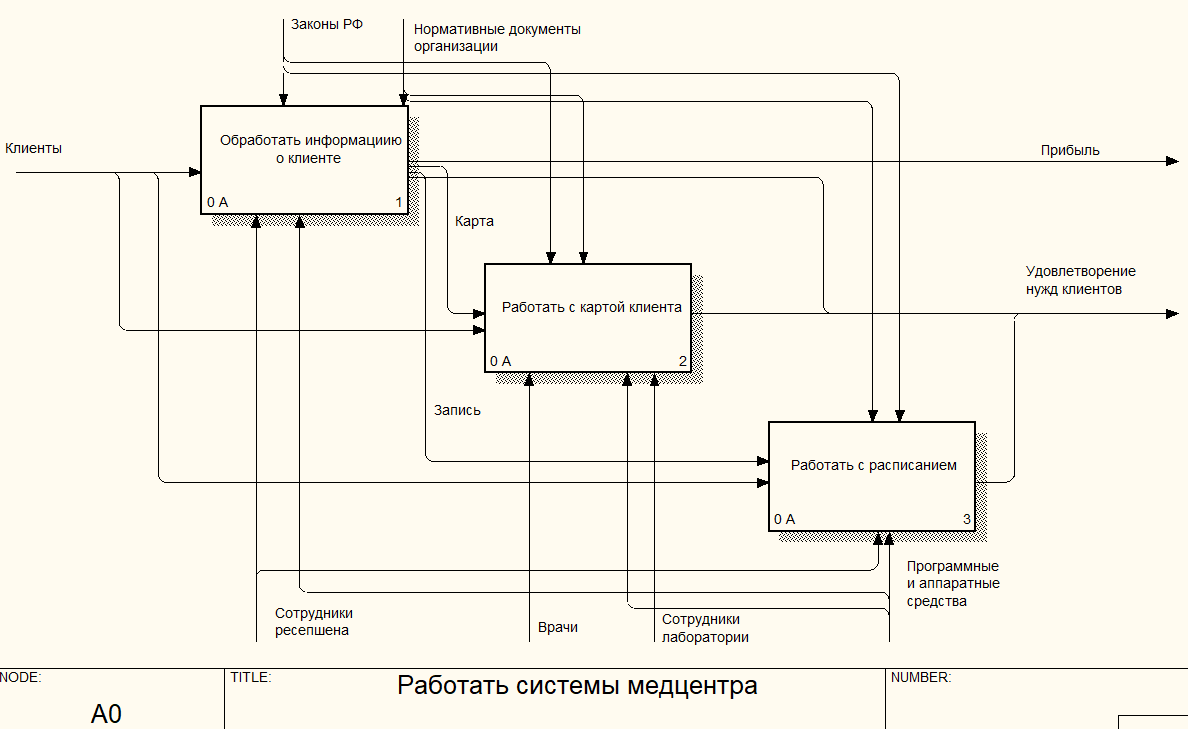 Законы РФ
Нормативные документы
организации
Клиенты
Обработать информациию
о клиенте
0 А
1
Прибыль
Карта
Удовлетворение
нужд клиентов
Работать с картой клиента
0 А
2
Запись
Работать с расписанием
0 А
3
Программные
и аппаратные
средства
Сотрудники
ресепшена
Врачи
Сотрудники
лаборатории
NODE:
TITLE:
NUMBER:
Работать системы медцентра
A0